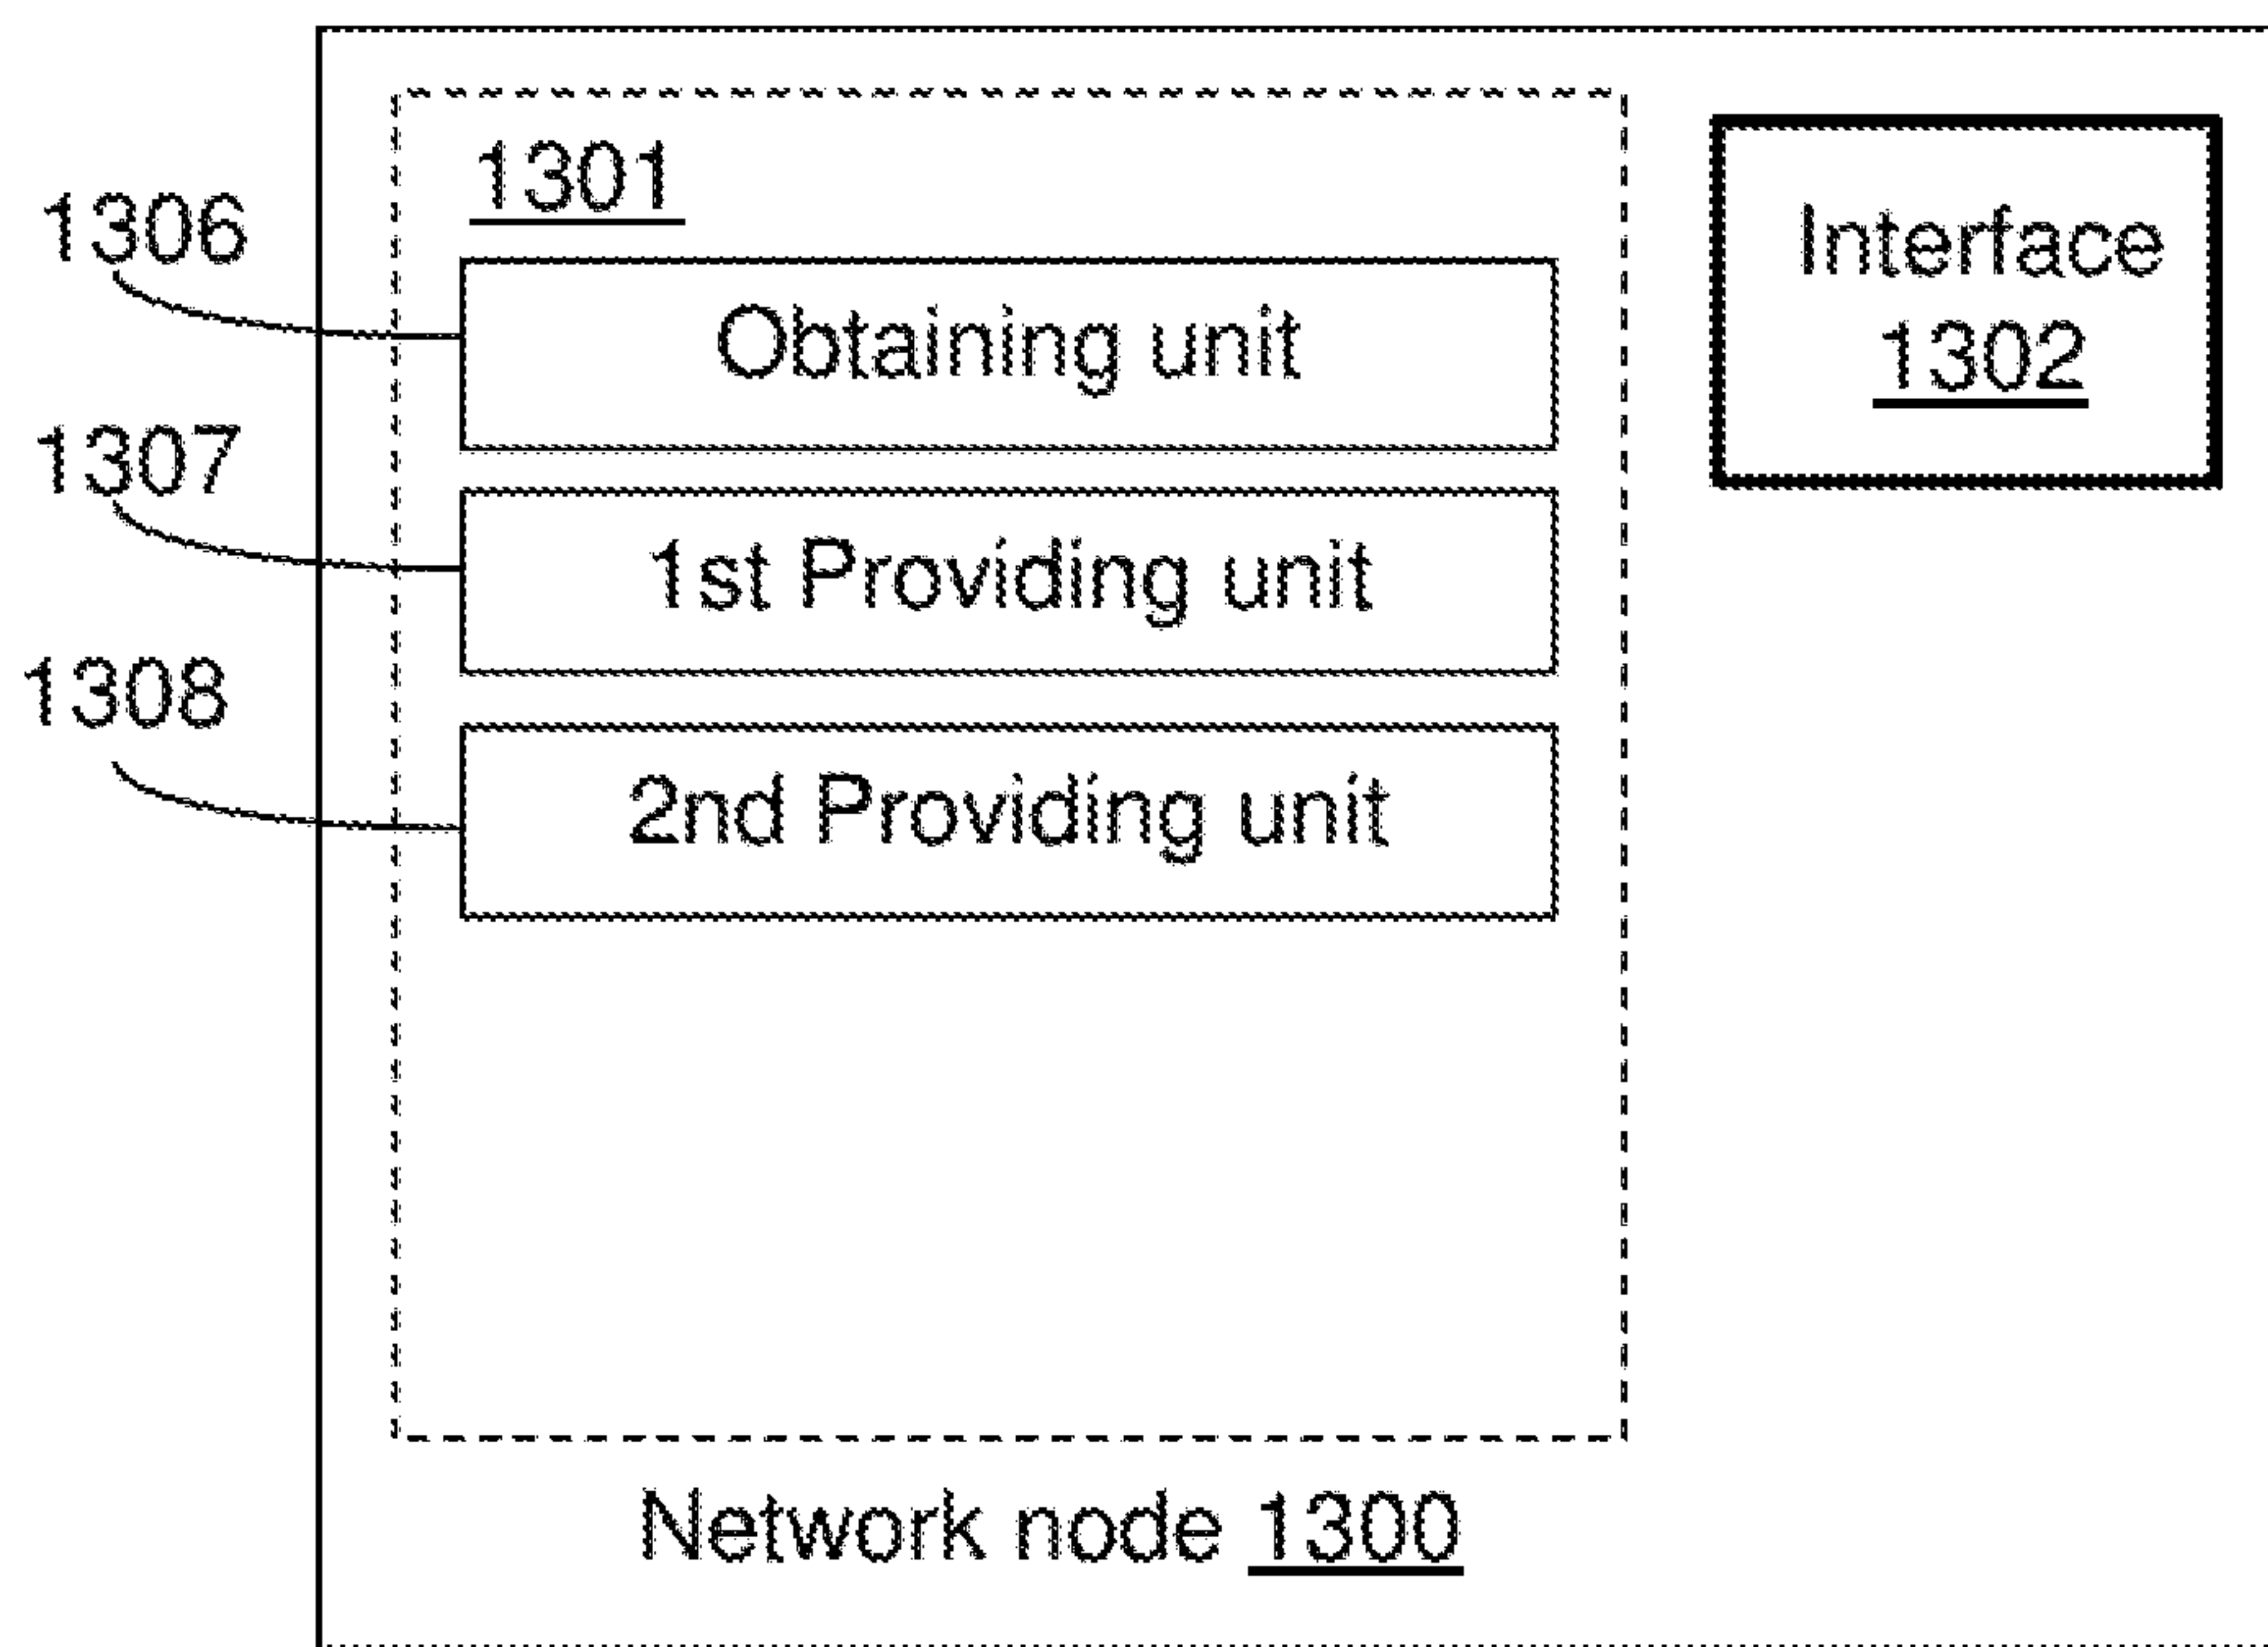 1301
1306
Obtaining unit
Interface
1302
1307
1st Providing unit
1308
2nd Providing unit
Network node 1300